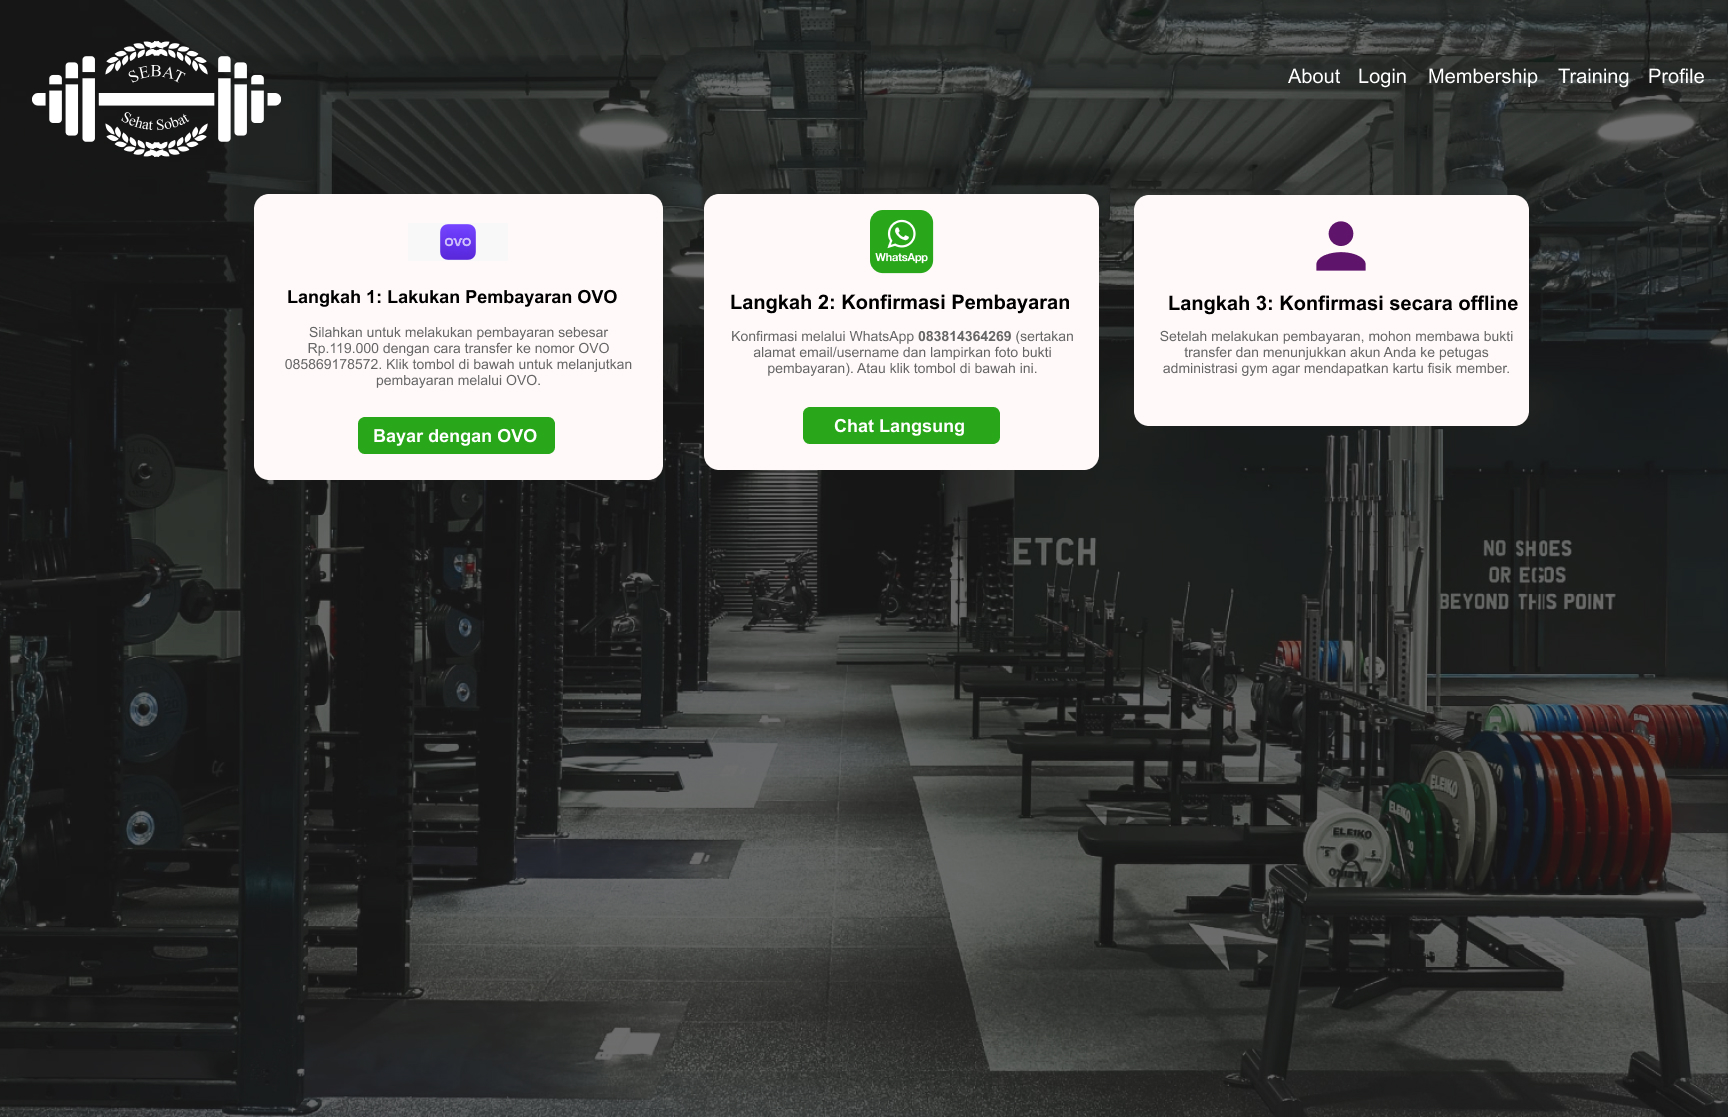 SEBAT
Sehat Sobat
About Login Membership Training Profile
ovo
Langkah 1: Lakukan Pembayaran OVO
Silahkan untuk melakukan pembayaran sebesar
Rp.119.000 dengan cara transfer ke nomor OVO
085869178572. Klik tombol di bawah untuk melanjutkan
pembayaran melalui OVO.
Bayar dengan OVO
WhatsApp
Langkah 2: Konfirmasi Pembayaran
Konfirmasi melalui WhatsApp 083814364269 (sertakan
alamat email/username dan lampirkan foto bukti
pembayaran). Atau klik tombol di bawah ini.
Chat Langsung
Langkah 3: Konfirmasi secara offline
Setelah melakukan pembayaran, mohon membawa bukti
transfer dan menunjukkan akun Anda ke petugas
administrasi gym agar mendapatkan kartu fisik member.
ETCH
NO SHOES
OR EGOS
BEYOND THIS POINT
ELEIKO
ELEIKO
ELEIKO